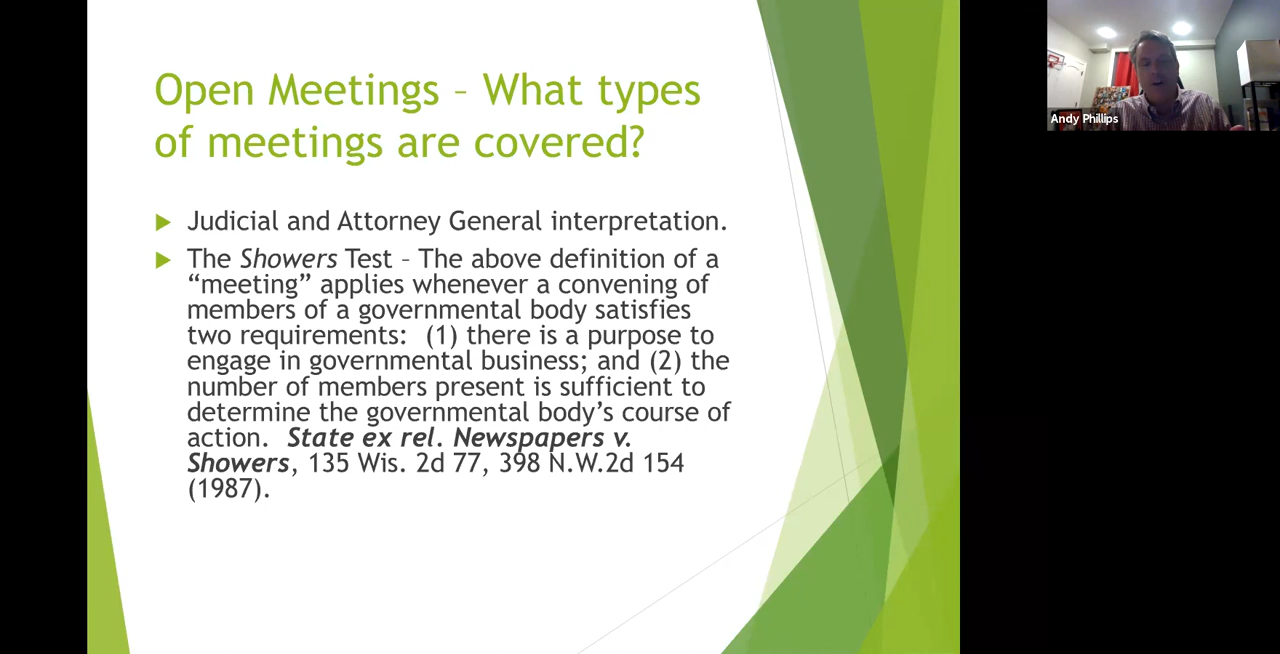 Open Meetings – What types
of meetings are covered?
Judicial and Attorney General interpretation.
The Showers Test – The above definition of a
“meeting” applies whenever a convening of
members of a governmental body satisfies
two requirements:  (1) there is a purpose to
engage in governmental business; and (2) the
number of members present is sufficient to
determine the governmental body’s course of
action.  State ex rel. Newspapers v.
Showers, 135 Wis. 2d 77, 398 N.W.2d 154
(1987).
Andy Phillips